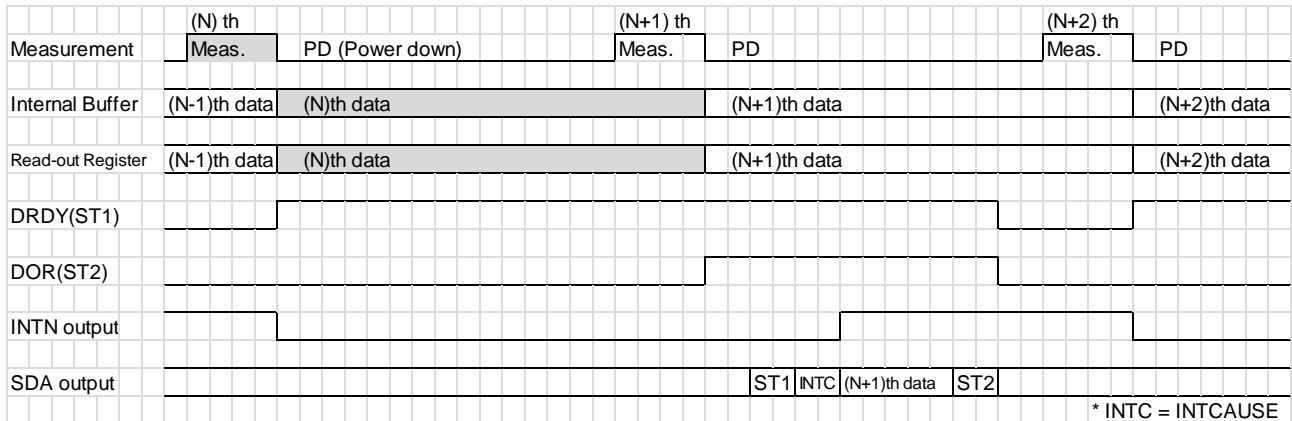 (N) th (N+1) th (N+2) th
Measurement Meas. PD (Power down) Meas. PD Meas. PD
Internal Buffer (N-1)th data (N)th data (N+1)th data (N+2)th data
Read-out Register (N-1)th data (N)th data (N+1)th data (N+2)th data
DRDY(ST1)
DOR(ST2)
INTN output
SDA output ST1 INTC (N+1)th data ST2
* INTC = INTCAUSE